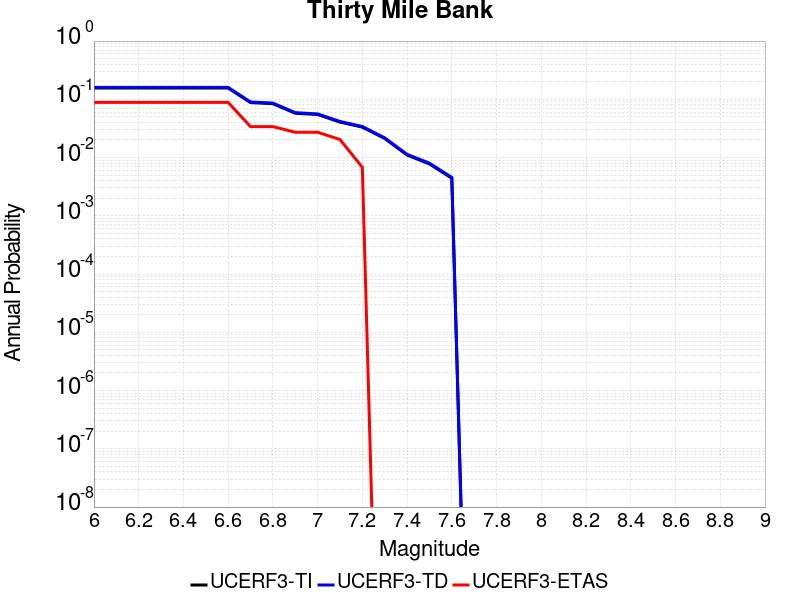 Thirty Mile Bank
10^0
10^-1
10^-2
10^-3
10^-4
10^-5
10^-6
10^-7
10^-8
Annual Probability
6 6.2 6.4 6.6 6.8 7 7.2 7.4 7.6 7.8 8 8.2 8.4 8.6 8.8 9
Magnitude
UCERF3-TI UCERF3-TD UCERF3-ETAS